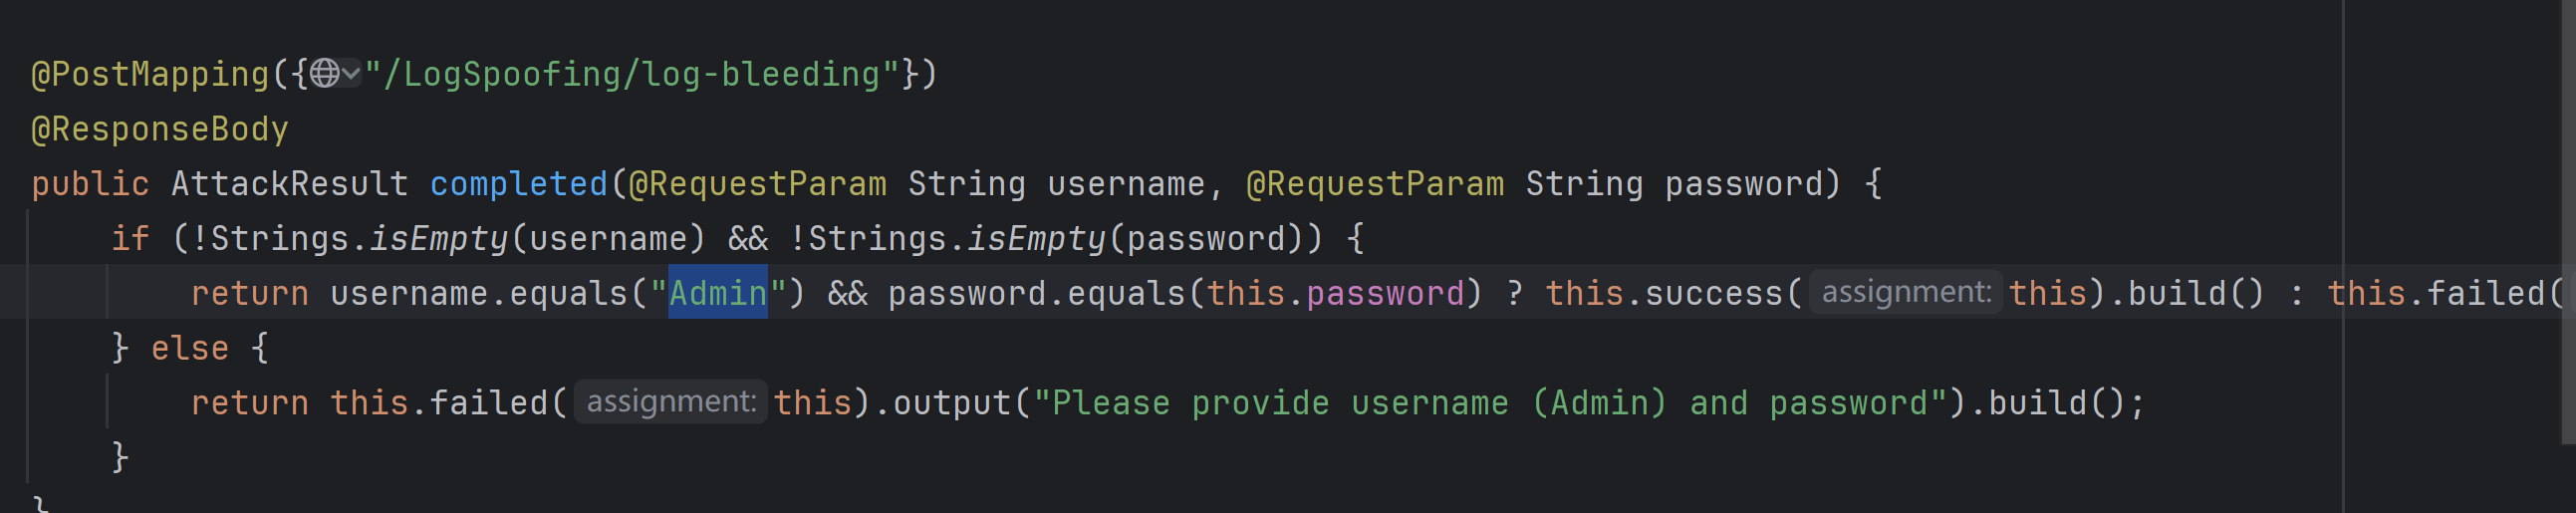 @PostMapping({"/LogSpoofing/log-bleeding"})
@ResponseBody
public AttackResult completed(@RequestParam String username, @RequestParam String password) {
    if (!Strings.isEmpty(username) && !Strings.isEmpty(password)) {
        return username.equals("Admin") && password.equals(this.password) ? this.success( assignment: this).build() : this.failed(
    } else {
        return this.failed( assignment: this).output("Please provide username (Admin) and password").build();
    }
}